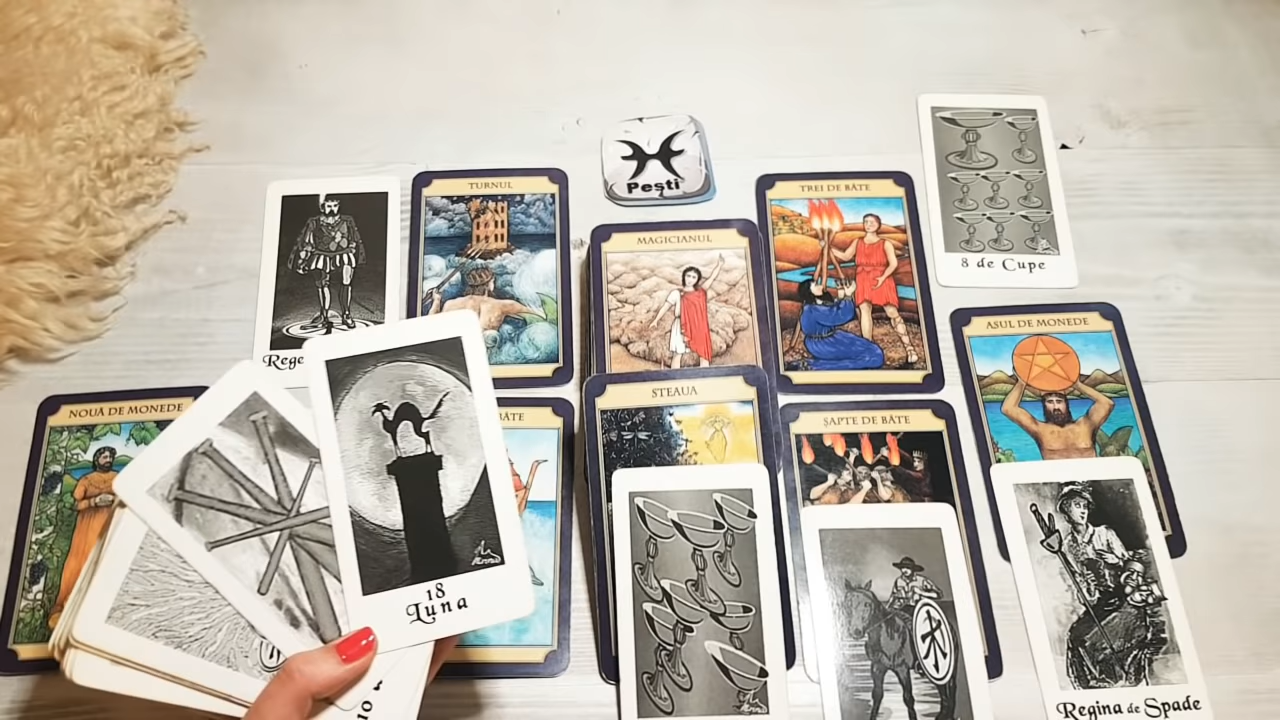 Pești
TURNUL
TREI DE BÂTE
MAGICIANUL
8 de Cupe
Rege
ASUL DE MONEDE
STEAUA
NOUĂ DE MONEDE
BÂTE
ȘAPTE DE BÂTE
18
Luna
10
Regina de Spade